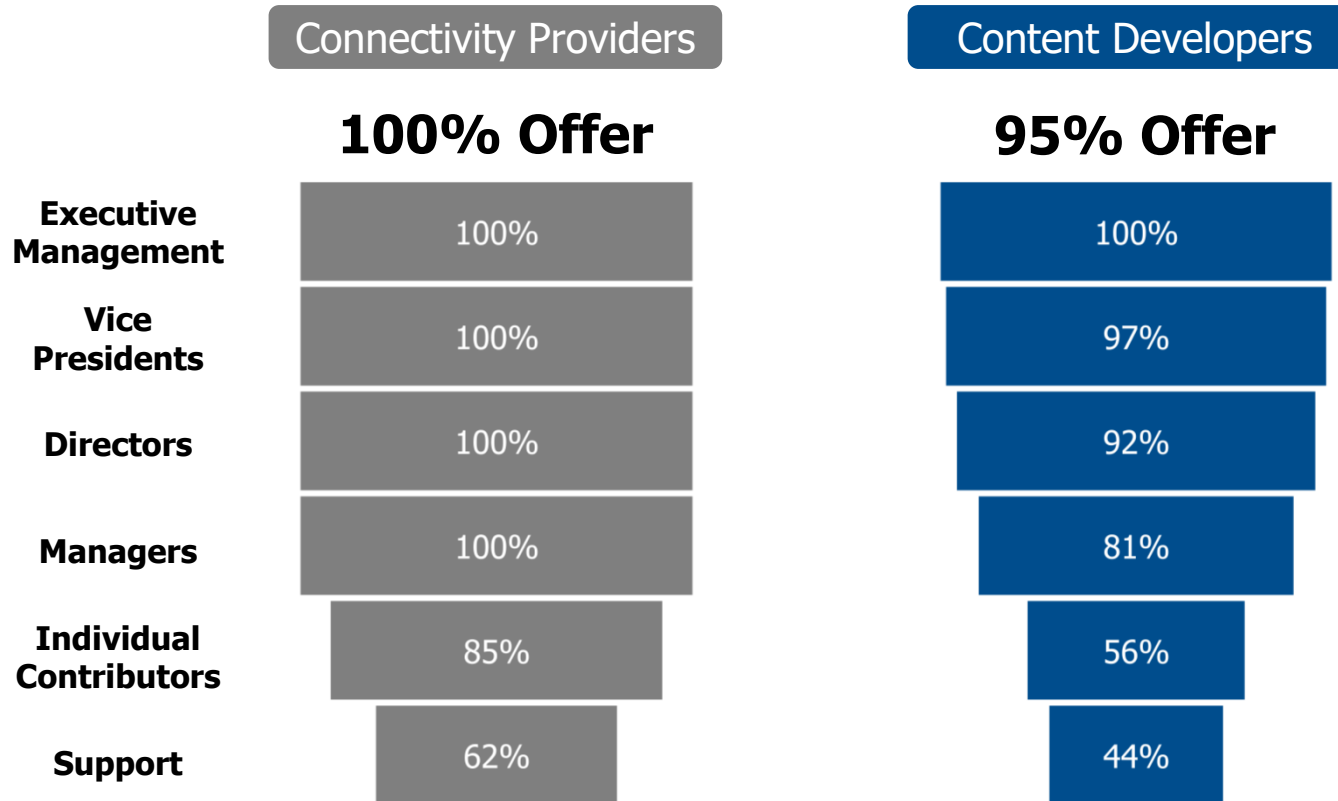 Connectivity Providers
Content Developers
100% Offer
95% Offer
Executive
Management
100%
100%
Vice
Presidents
100%
97%
Directors
100%
92%
Managers
100%
81%
Individual
Contributors
85%
56%
Support
62%
44%